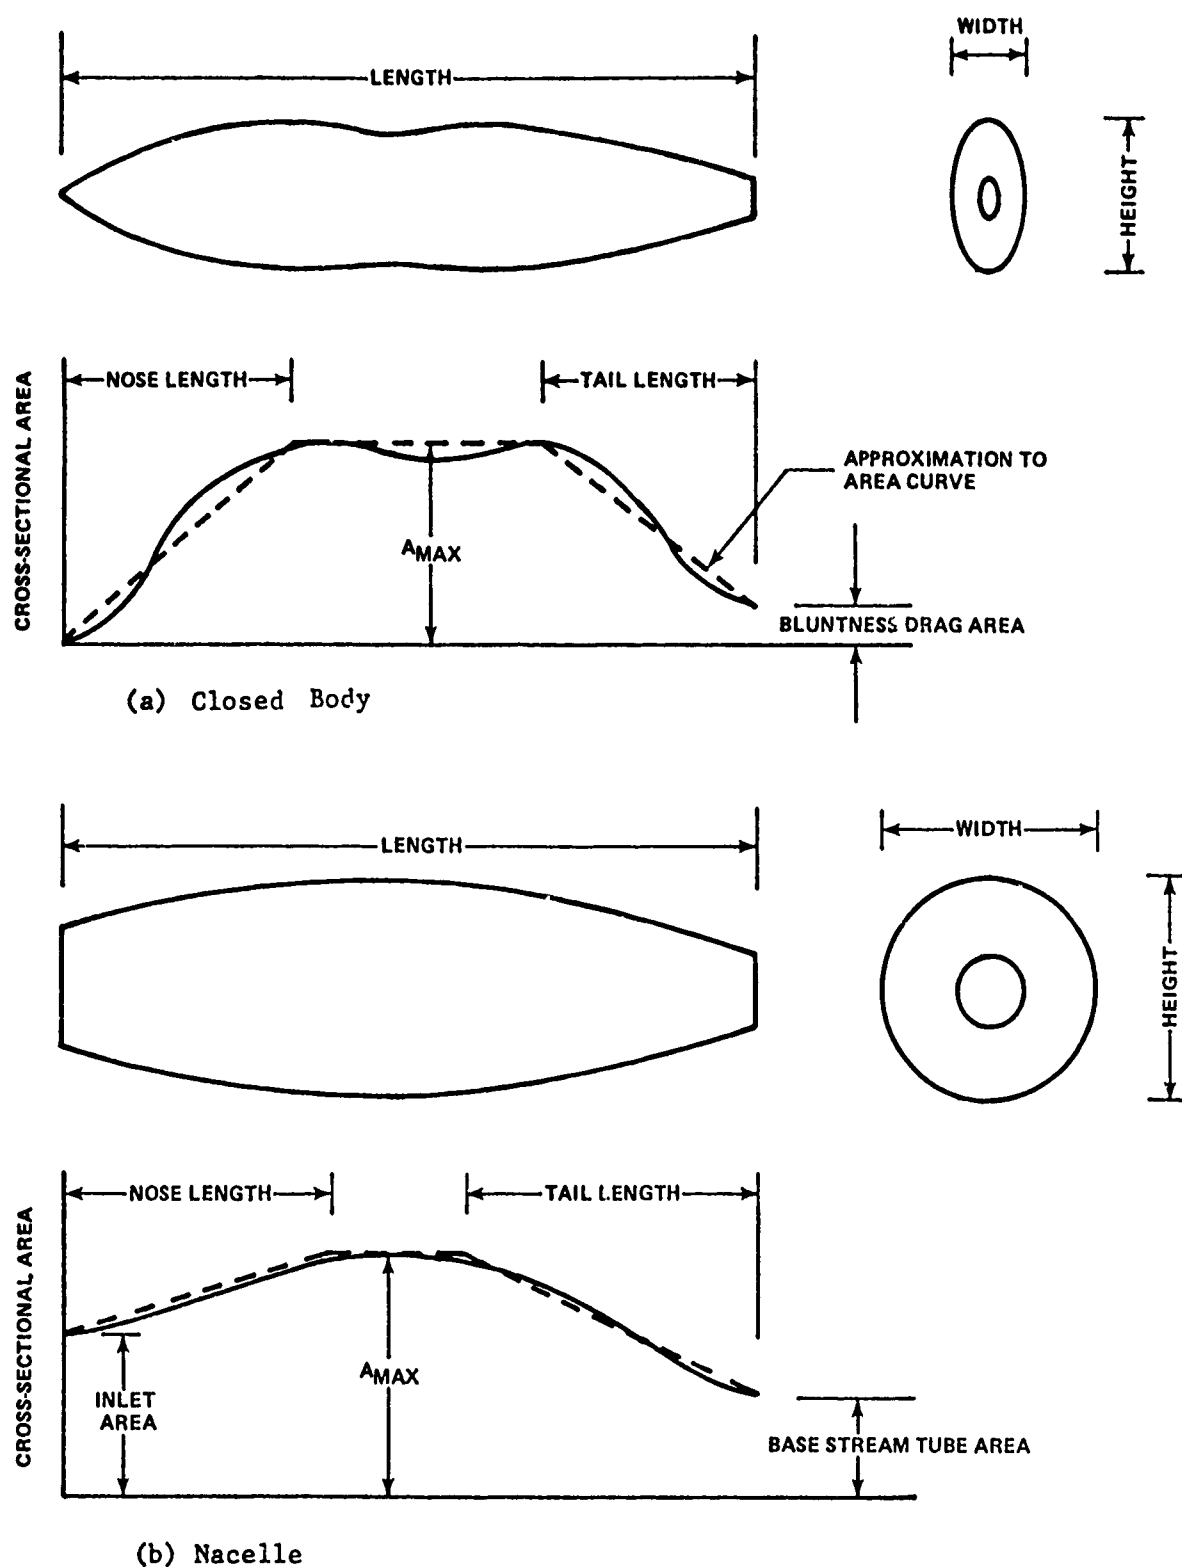 WIDTH
LENGTH
HEIGHT
CROSS-SECTIONAL AREA
NOSE LENGTH
TAIL LENGTH
APPROXIMATION TO
AREA CURVE
AMAX
BLUNTNESS DRAG AREA
(a) Closed Body
LENGTH
WIDTH
HEIGHT
CROSS-SECTIONAL AREA
NOSE LENGTH
TAIL LENGTH
AMAX
INLET
AREA
BASE STREAM TUBE AREA
(b) Nacelle